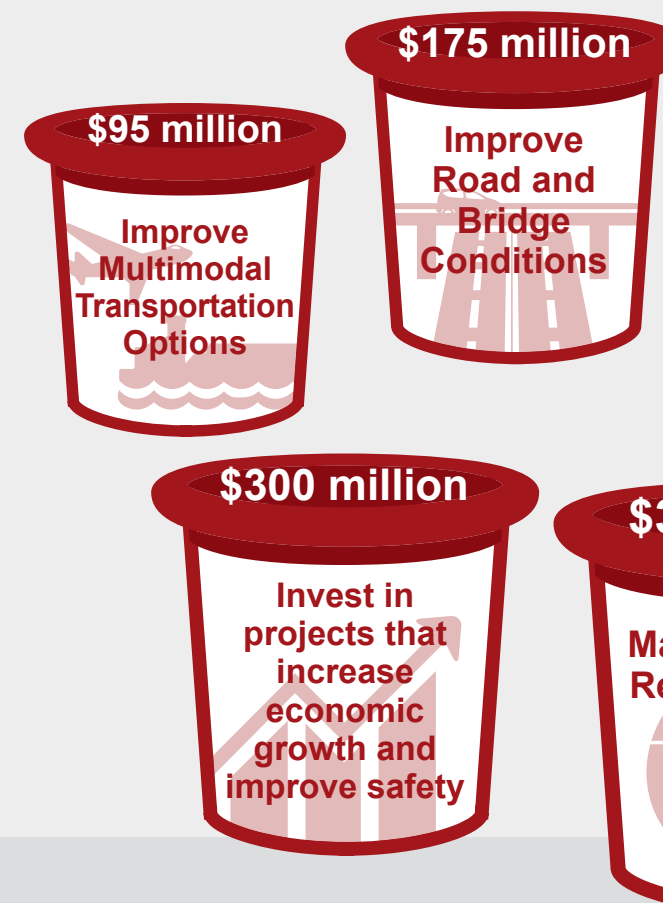 $175 million
Improve
Road and
Bridge
Conditions
$95 million
Improve
Multimodal
Transportation
Options
$300 million
Invest in
projects that
increase
economic
growth and
improve safety